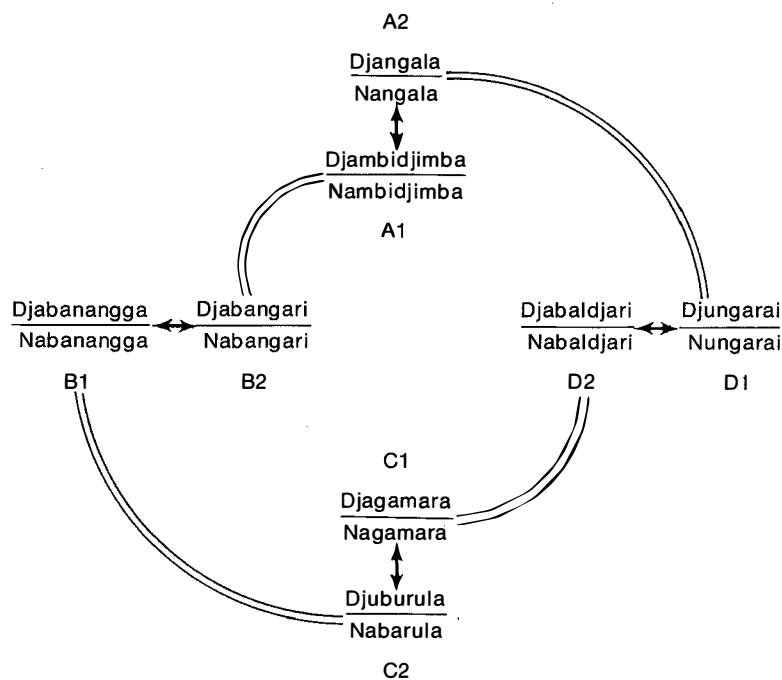 A2
Djangala
Nangala
Djambidjimba
Nambidjimba
A1
Djabanangga
Nabanangga
B1
Djabangari
Nabangari
B2
Djabaldjari
Nabaldjari
D2
Djungarai
Nungarai
D1
C1
Djagamara
Nagamara
Djuburula
Nabarula
C2